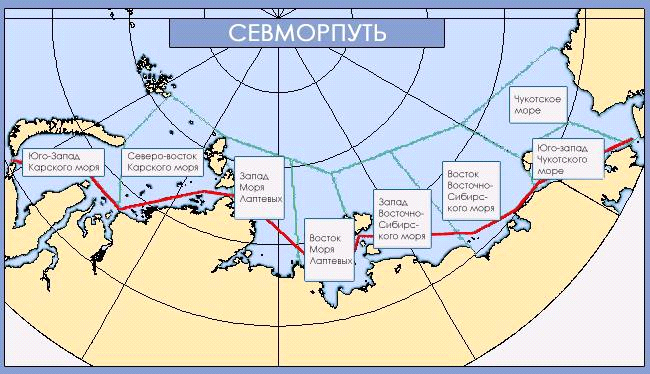 СЕВМОРПУТЬ
Юго-Запад
Карского моря
Северо-восток
Карского моря
Запад
Моря
Лаптевых
Восток
Моря
Лаптевых
Запад
Восточно-
Сибирс-
кого моря
Восток
Восточно-
Сибирс-
кого моря
Чукотское
море
Юго-запад
Чукотского
море